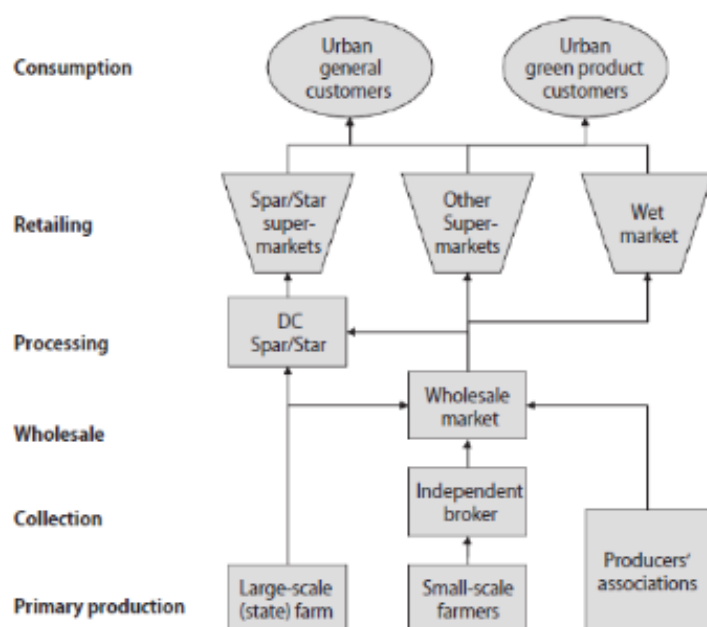 Consumption
Urban
general
customers
Urban
green product
customers
Retailing
Spar/Star
super-
markets
Other
Super-
Markets
Wet
market
Processing
DC
Spar/Star
Wholesale
Wholesale
market
Collection
Independent
broker
Primary production
Large-scale
(state) farm
Small-scale
farmers
Producers'
associations